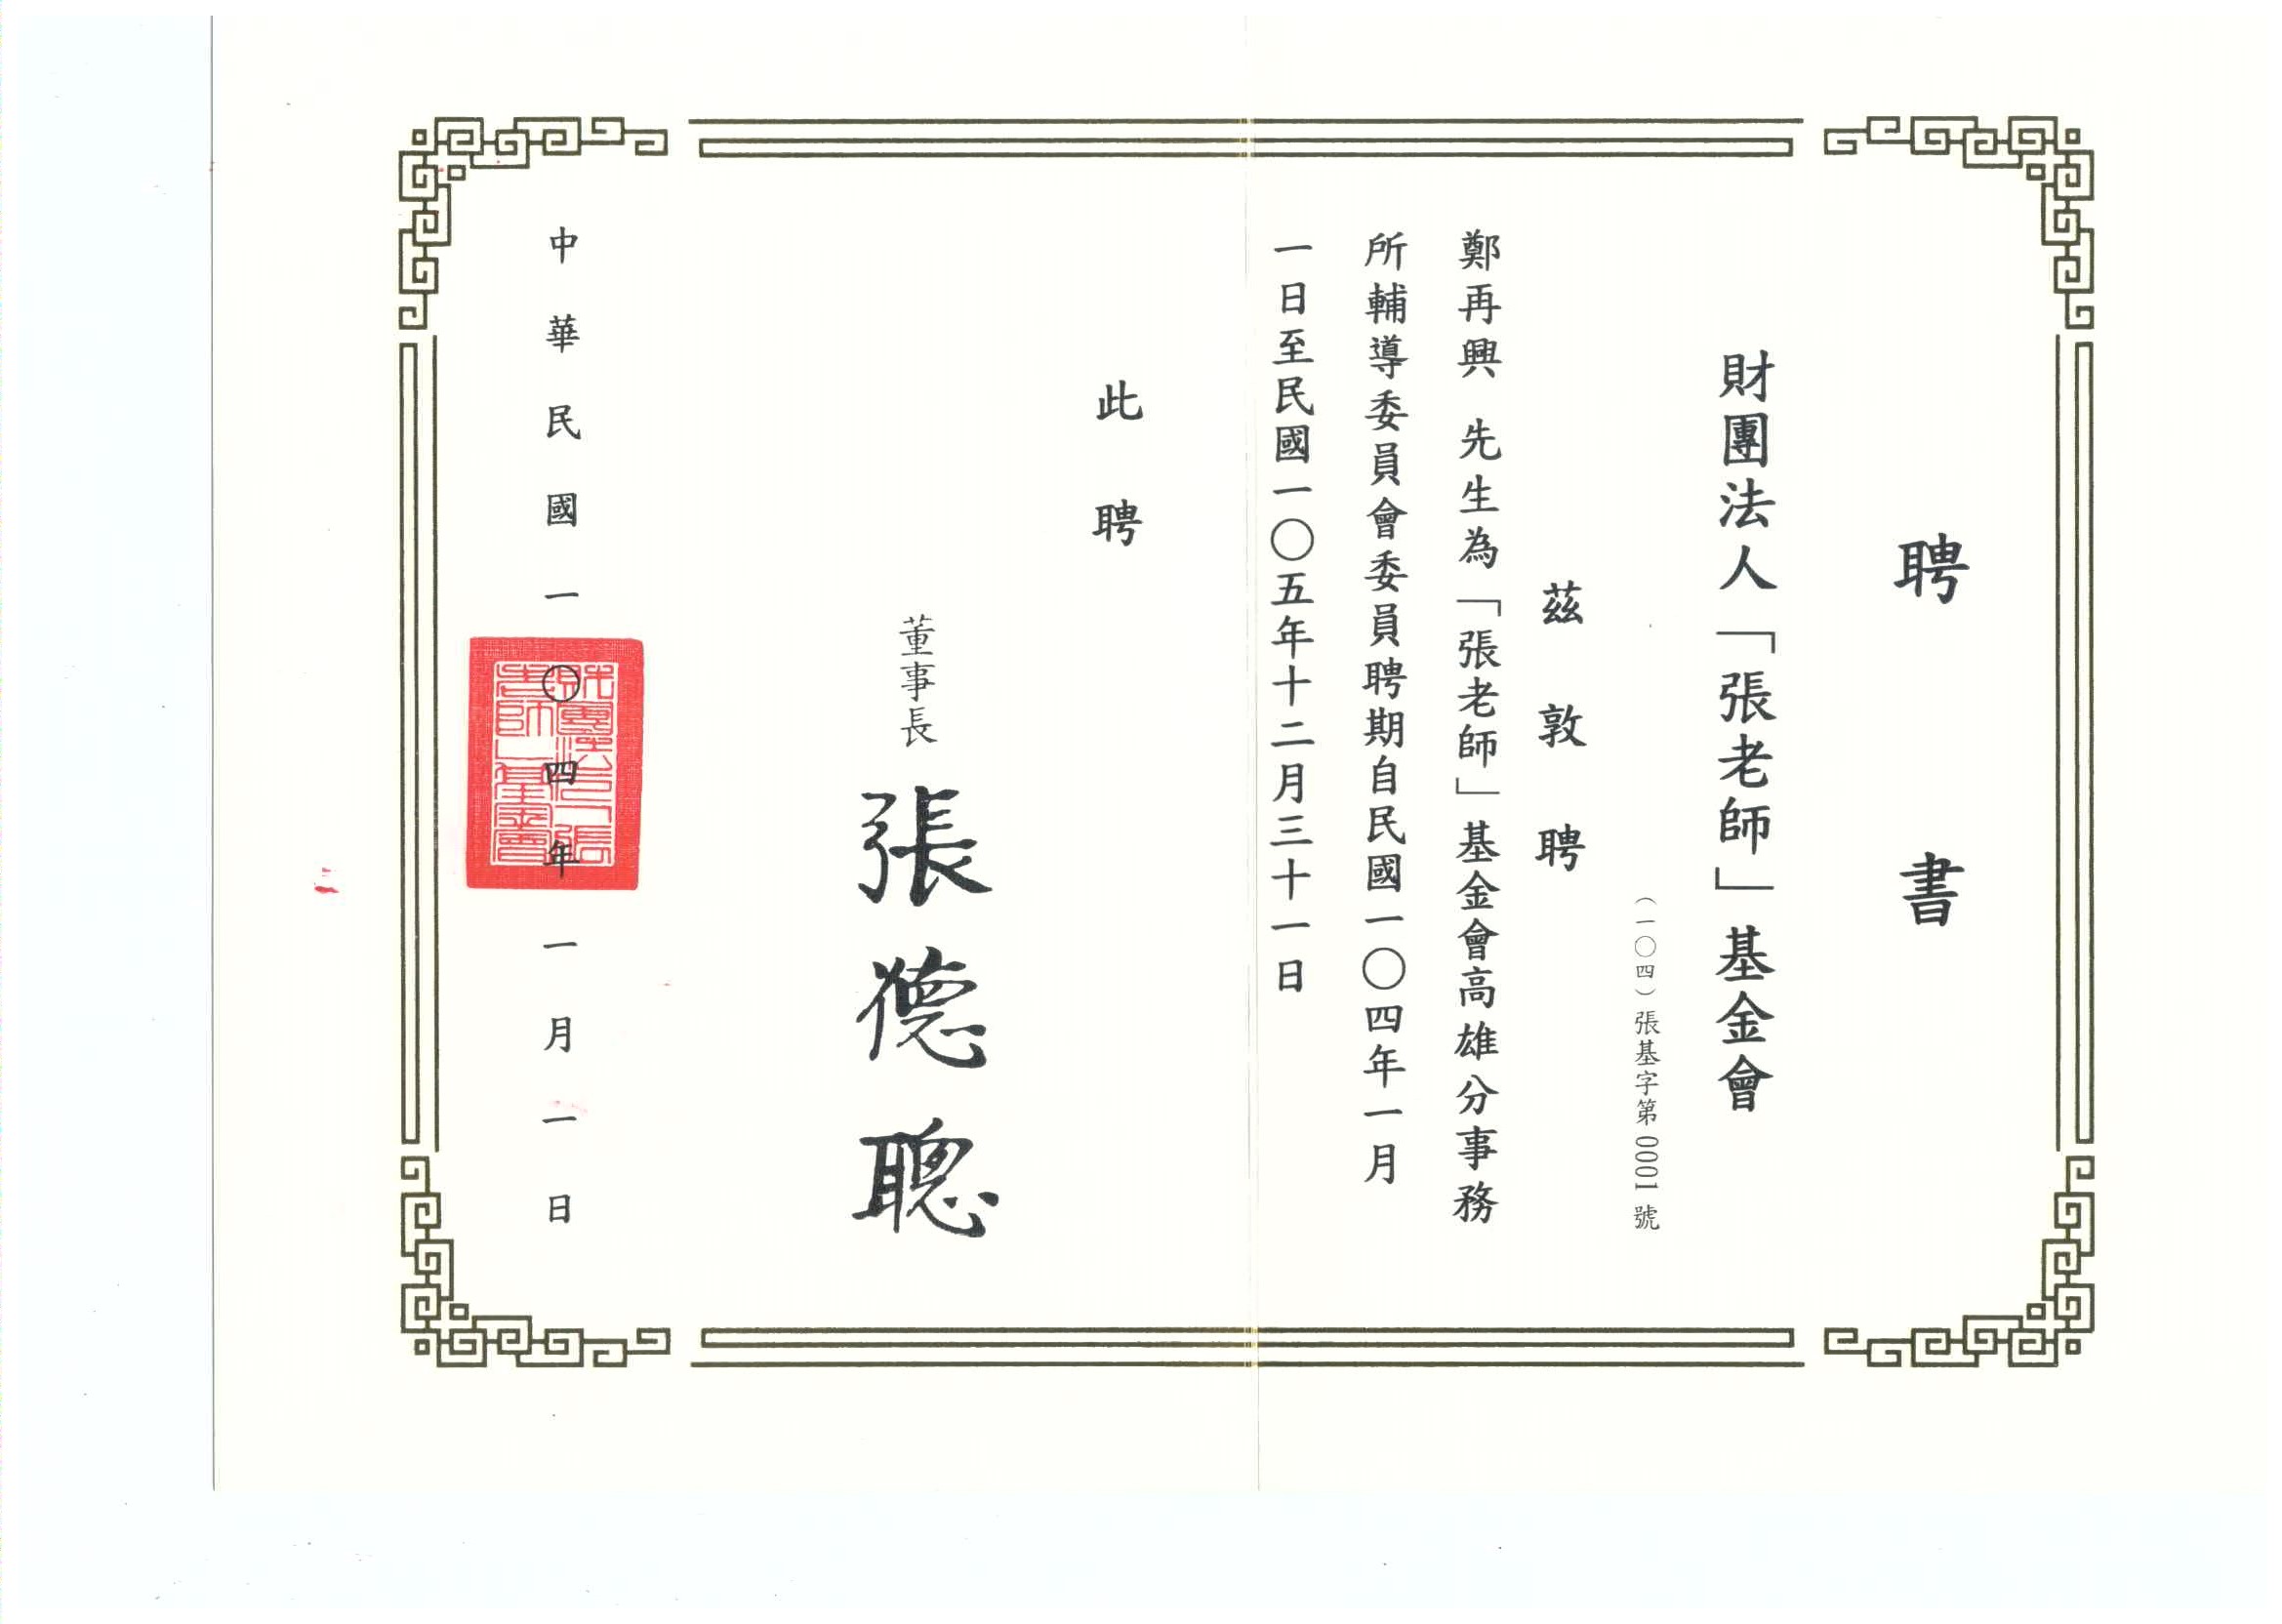 聘書
財團法人「張老師」基金會
（一〇四）張基字第0001號
茲敦聘
鄭再興 先生為「張老師」基金會高雄分事務
所輔導委員會委員聘期自民國一〇四年一月
一日至民國一〇五年十二月三十一日
此聘
董事長 張德聰
中華民國一〇四年一月一日
財團法人張老師基金會